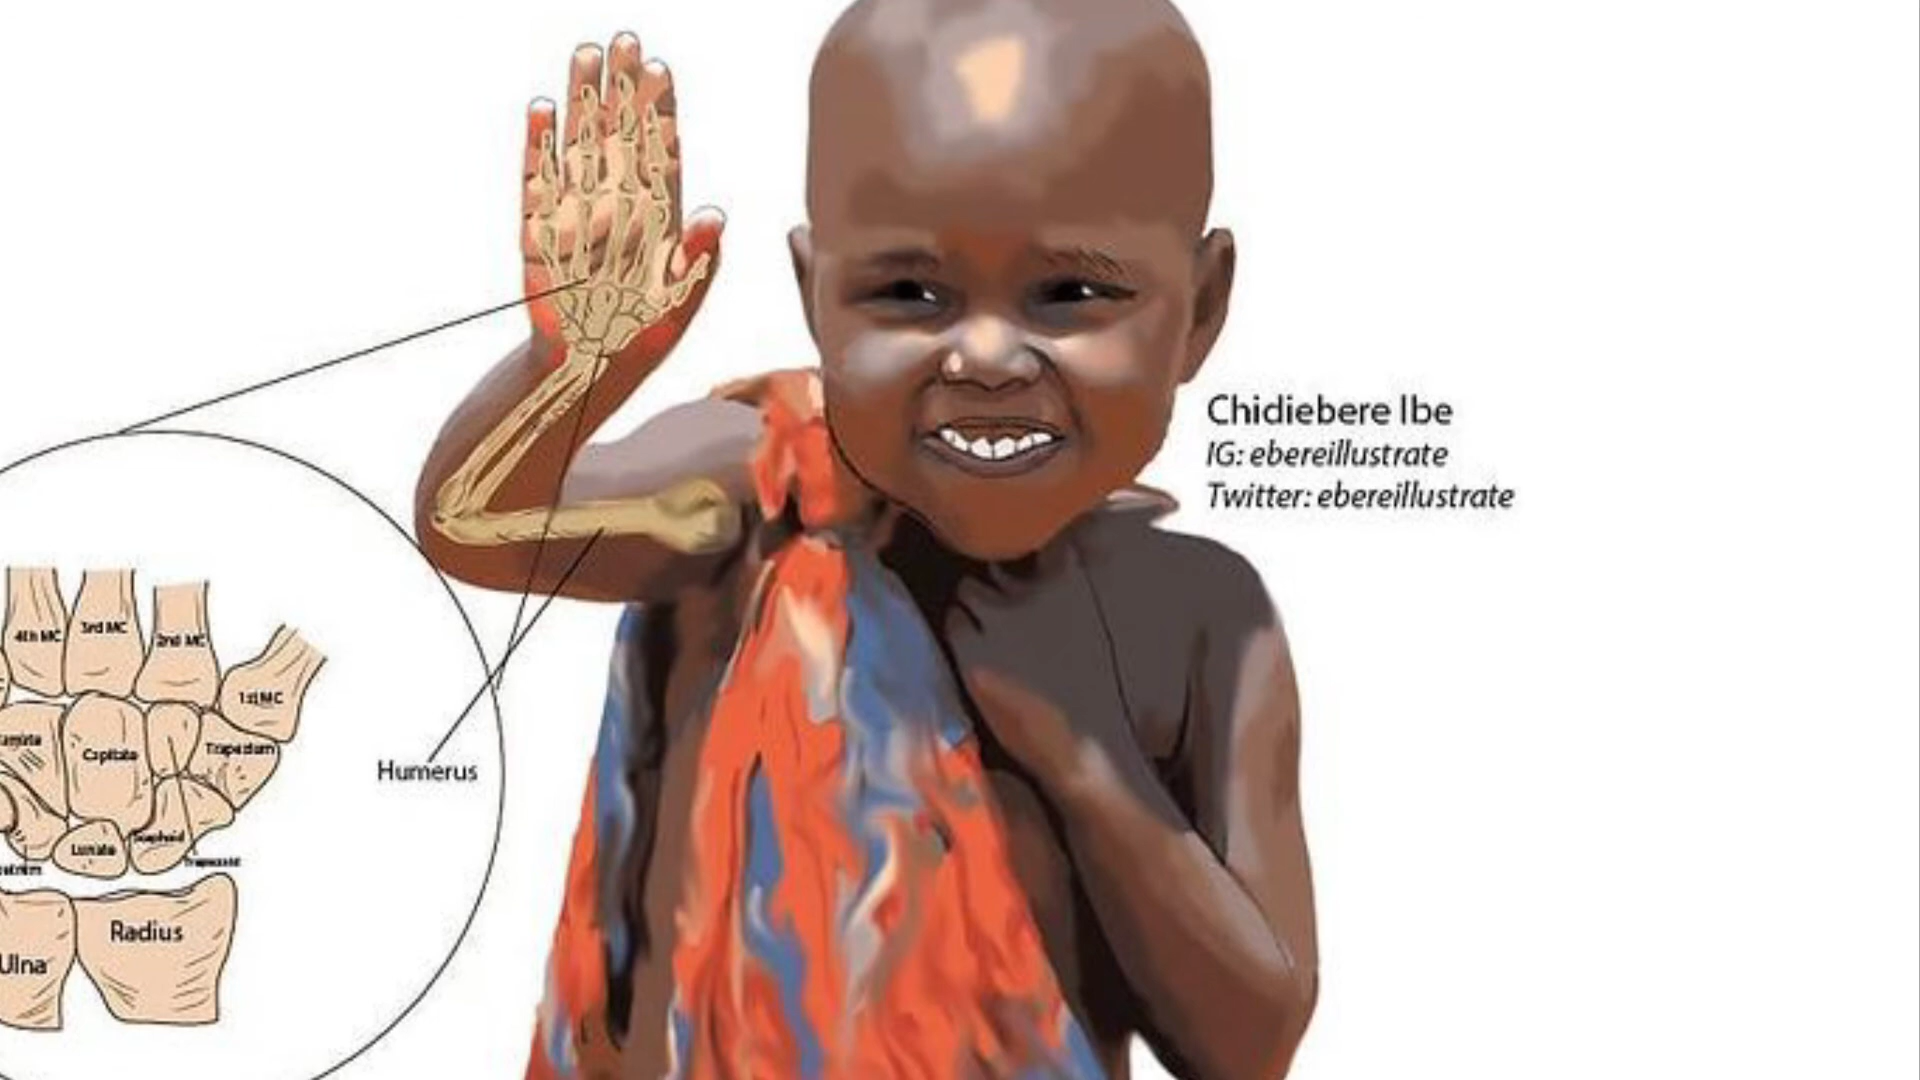 Chidiebere Ibe
IG: ebereillustrate
Twitter: ebereillustrate
4th MC
3rd MC
2nd MC
1st MC
Capitate
Trapezium
Humerus
Lunate
Scaphoid
Trapezoid
Radius
Ulna